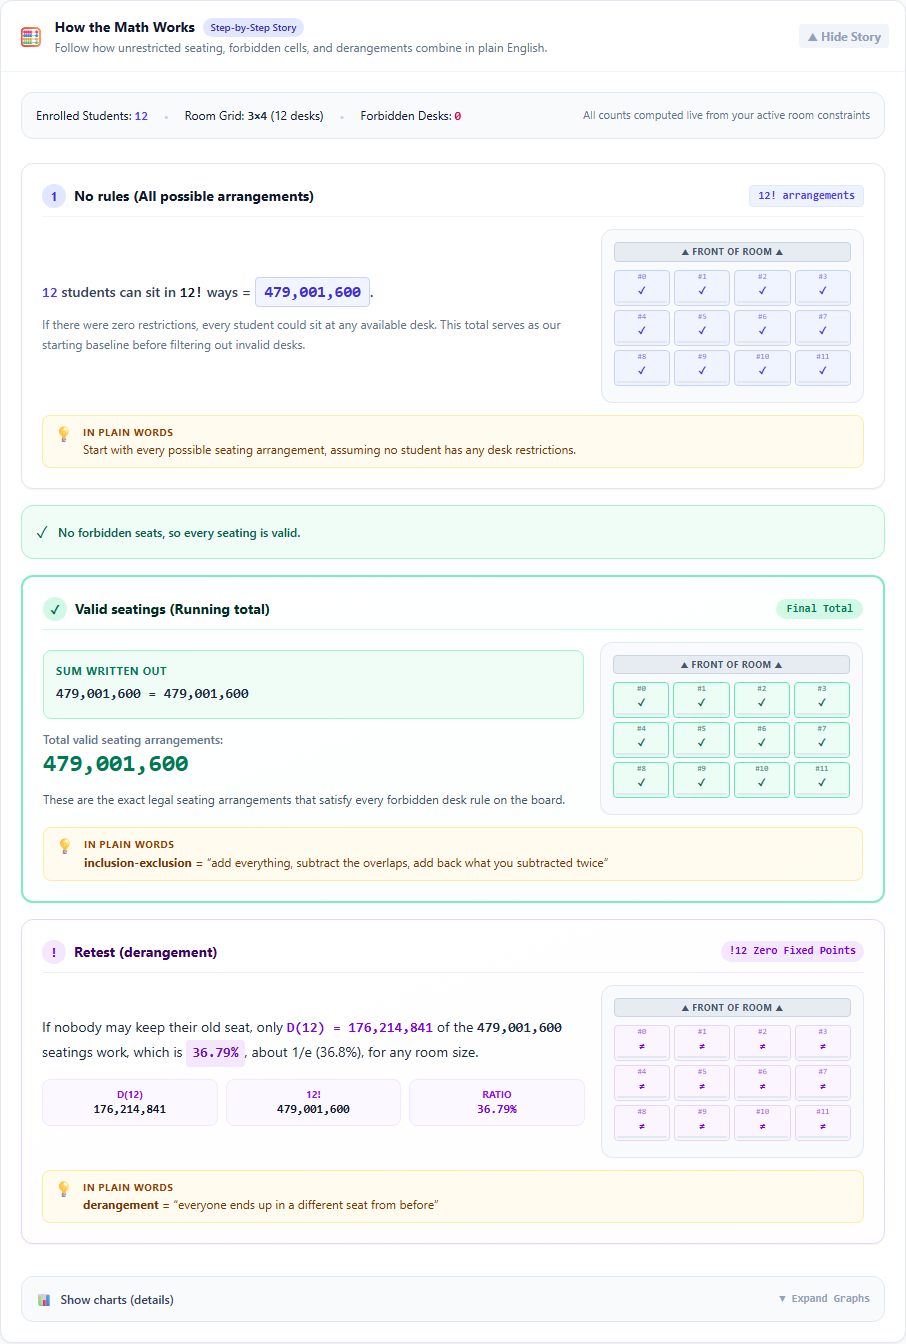 How the Math Works Step-by-Step Story
Follow how unrestricted seating, forbidden cells, and derangements combine in plain English.
▲ Hide Story
Enrolled Students: 12 • Room Grid: 3×4 (12 desks) • Forbidden Desks: 0 All counts computed live from your active room constraints
1 No rules (All possible arrangements) 12! arrangements
12 students can sit in 12! ways = 479,001,600.
If there were zero restrictions, every student could sit at any available desk. This total serves as our
starting baseline before filtering out invalid desks.
▲ FRONT OF ROOM ▲
#0 #1 #2 #3
✓ ✓ ✓ ✓
#4 #5 #6 #7
✓ ✓ ✓ ✓
#8 #9 #10 #11
✓ ✓ ✓ ✓
IN PLAIN WORDS
Start with every possible seating arrangement, assuming no student has any desk restrictions.
✓ No forbidden seats, so every seating is valid.
✓ Valid seatings (Running total) Final Total
SUM WRITTEN OUT
479,001,600 = 479,001,600
Total valid seating arrangements:
479,001,600
These are the exact legal seating arrangements that satisfy every forbidden desk rule on the board.
▲ FRONT OF ROOM ▲
#0 #1 #2 #3
✓ ✓ ✓ ✓
#4 #5 #6 #7
✓ ✓ ✓ ✓
#8 #9 #10 #11
✓ ✓ ✓ ✓
IN PLAIN WORDS
inclusion-exclusion = “add everything, subtract the overlaps, add back what you subtracted twice”
! Retest (derangement) !12 Zero Fixed Points
If nobody may keep their old seat, only D(12) = 176,214,841 of the 479,001,600
seatings work, which is 36.79%, about 1/e (36.8%), for any room size.
D(12) 12! RATIO
176,214,841 479,001,600 36.79%
▲ FRONT OF ROOM ▲
#0 #1 #2 #3
≠ ≠ ≠ ≠
#4 #5 #6 #7
≠ ≠ ≠ ≠
#8 #9 #10 #11
≠ ≠ ≠ ≠
IN PLAIN WORDS
derangement = “everyone ends up in a different seat from before”
Show charts (details) ▼ Expand Graphs